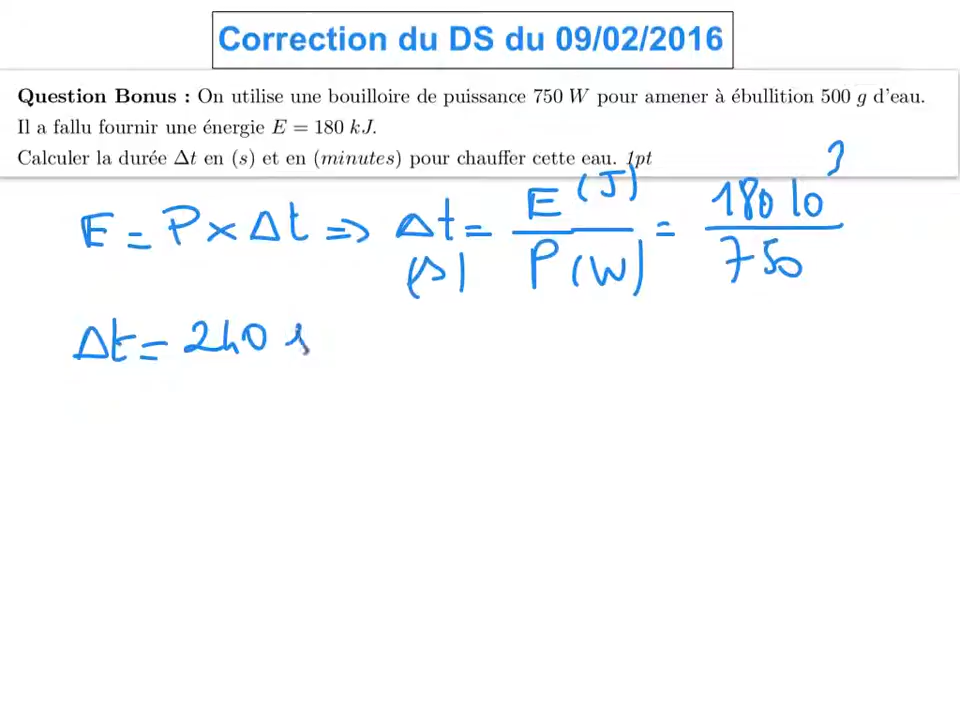 Correction du DS du 09/02/2016
Question Bonus : On utilise une bouilloire de puissance 750 W pour amener à ébullition 500 g d'eau.
Il a fallu fournir une énergie E = 180 kJ.
Calculer la durée Δt en (s) et en (minutes) pour chauffer cette eau. 1pt
E = P × Δt => Δt (s) = E (J) / P (W) = 180 10³ / 750
Δt = 240 s